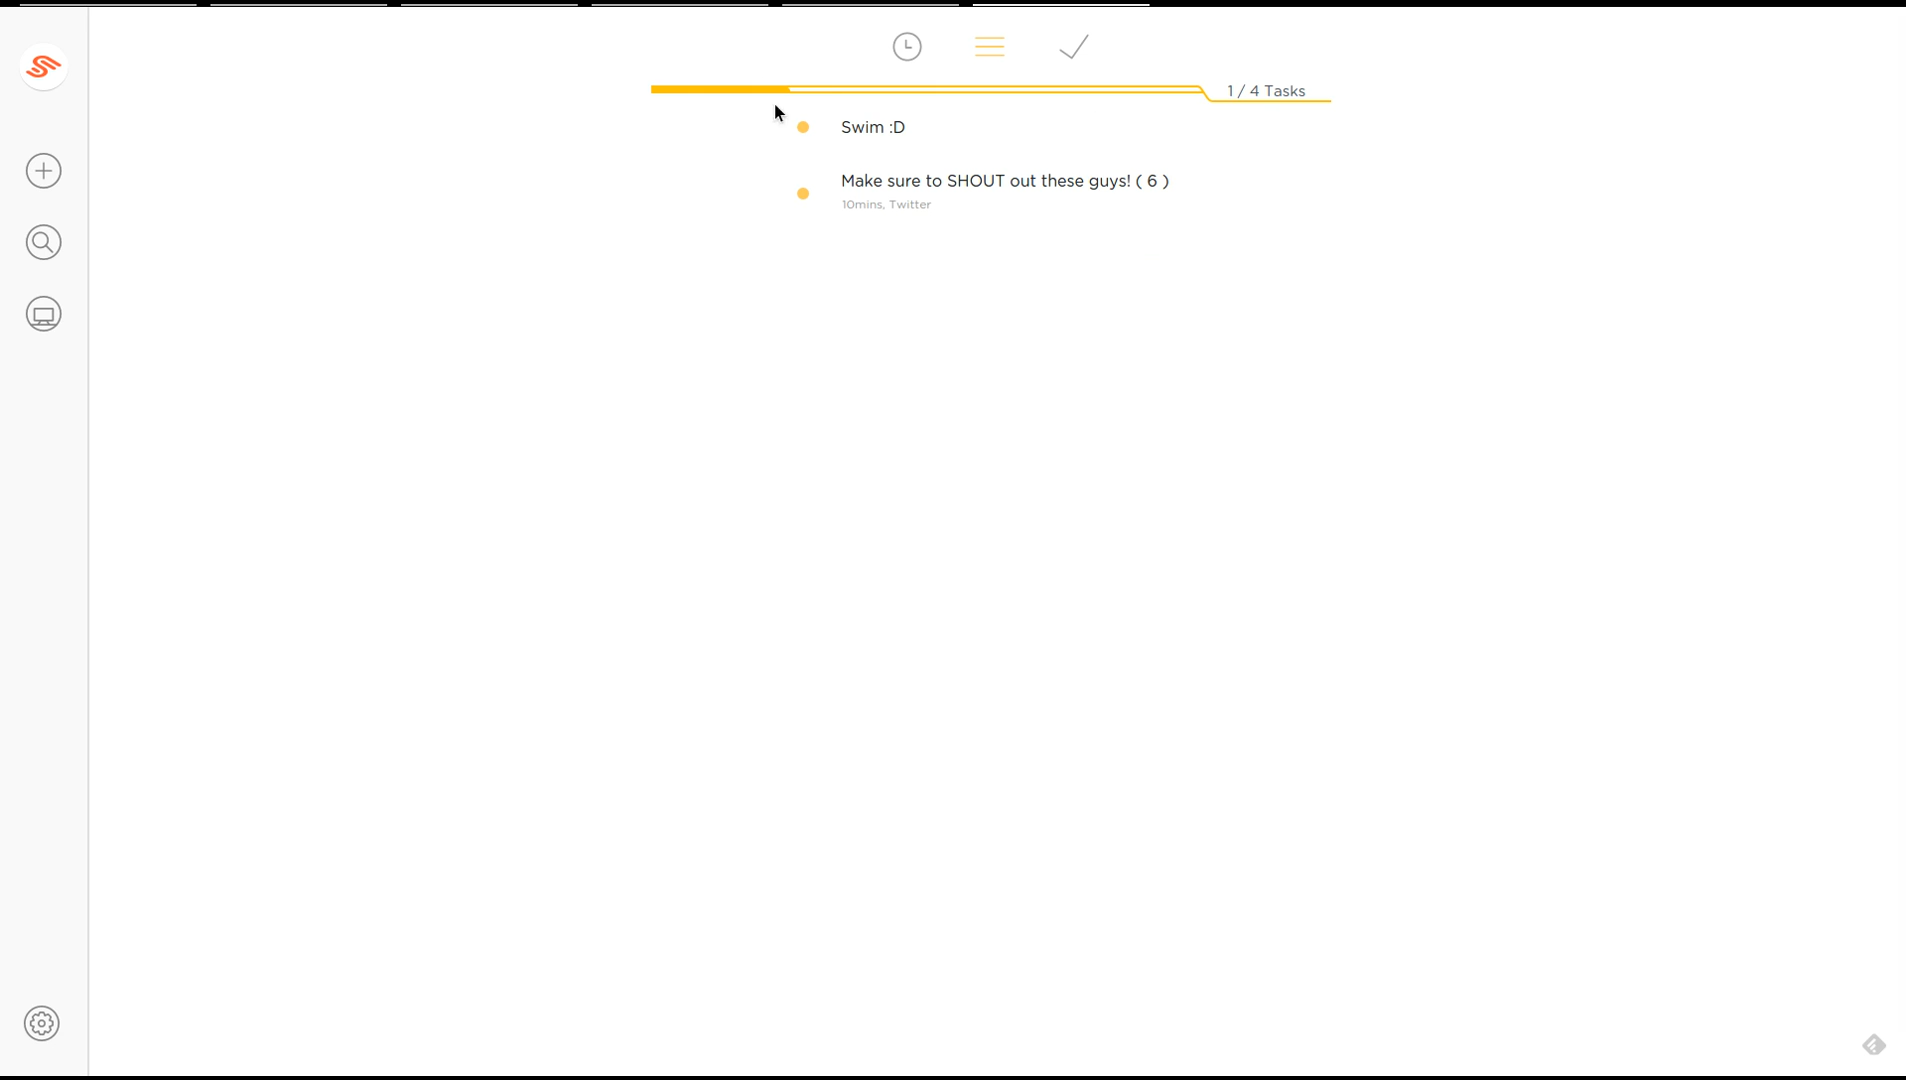 1 / 4 Tasks
Swim :D
Make sure to SHOUT out these guys! ( 6 )
10mins, Twitter